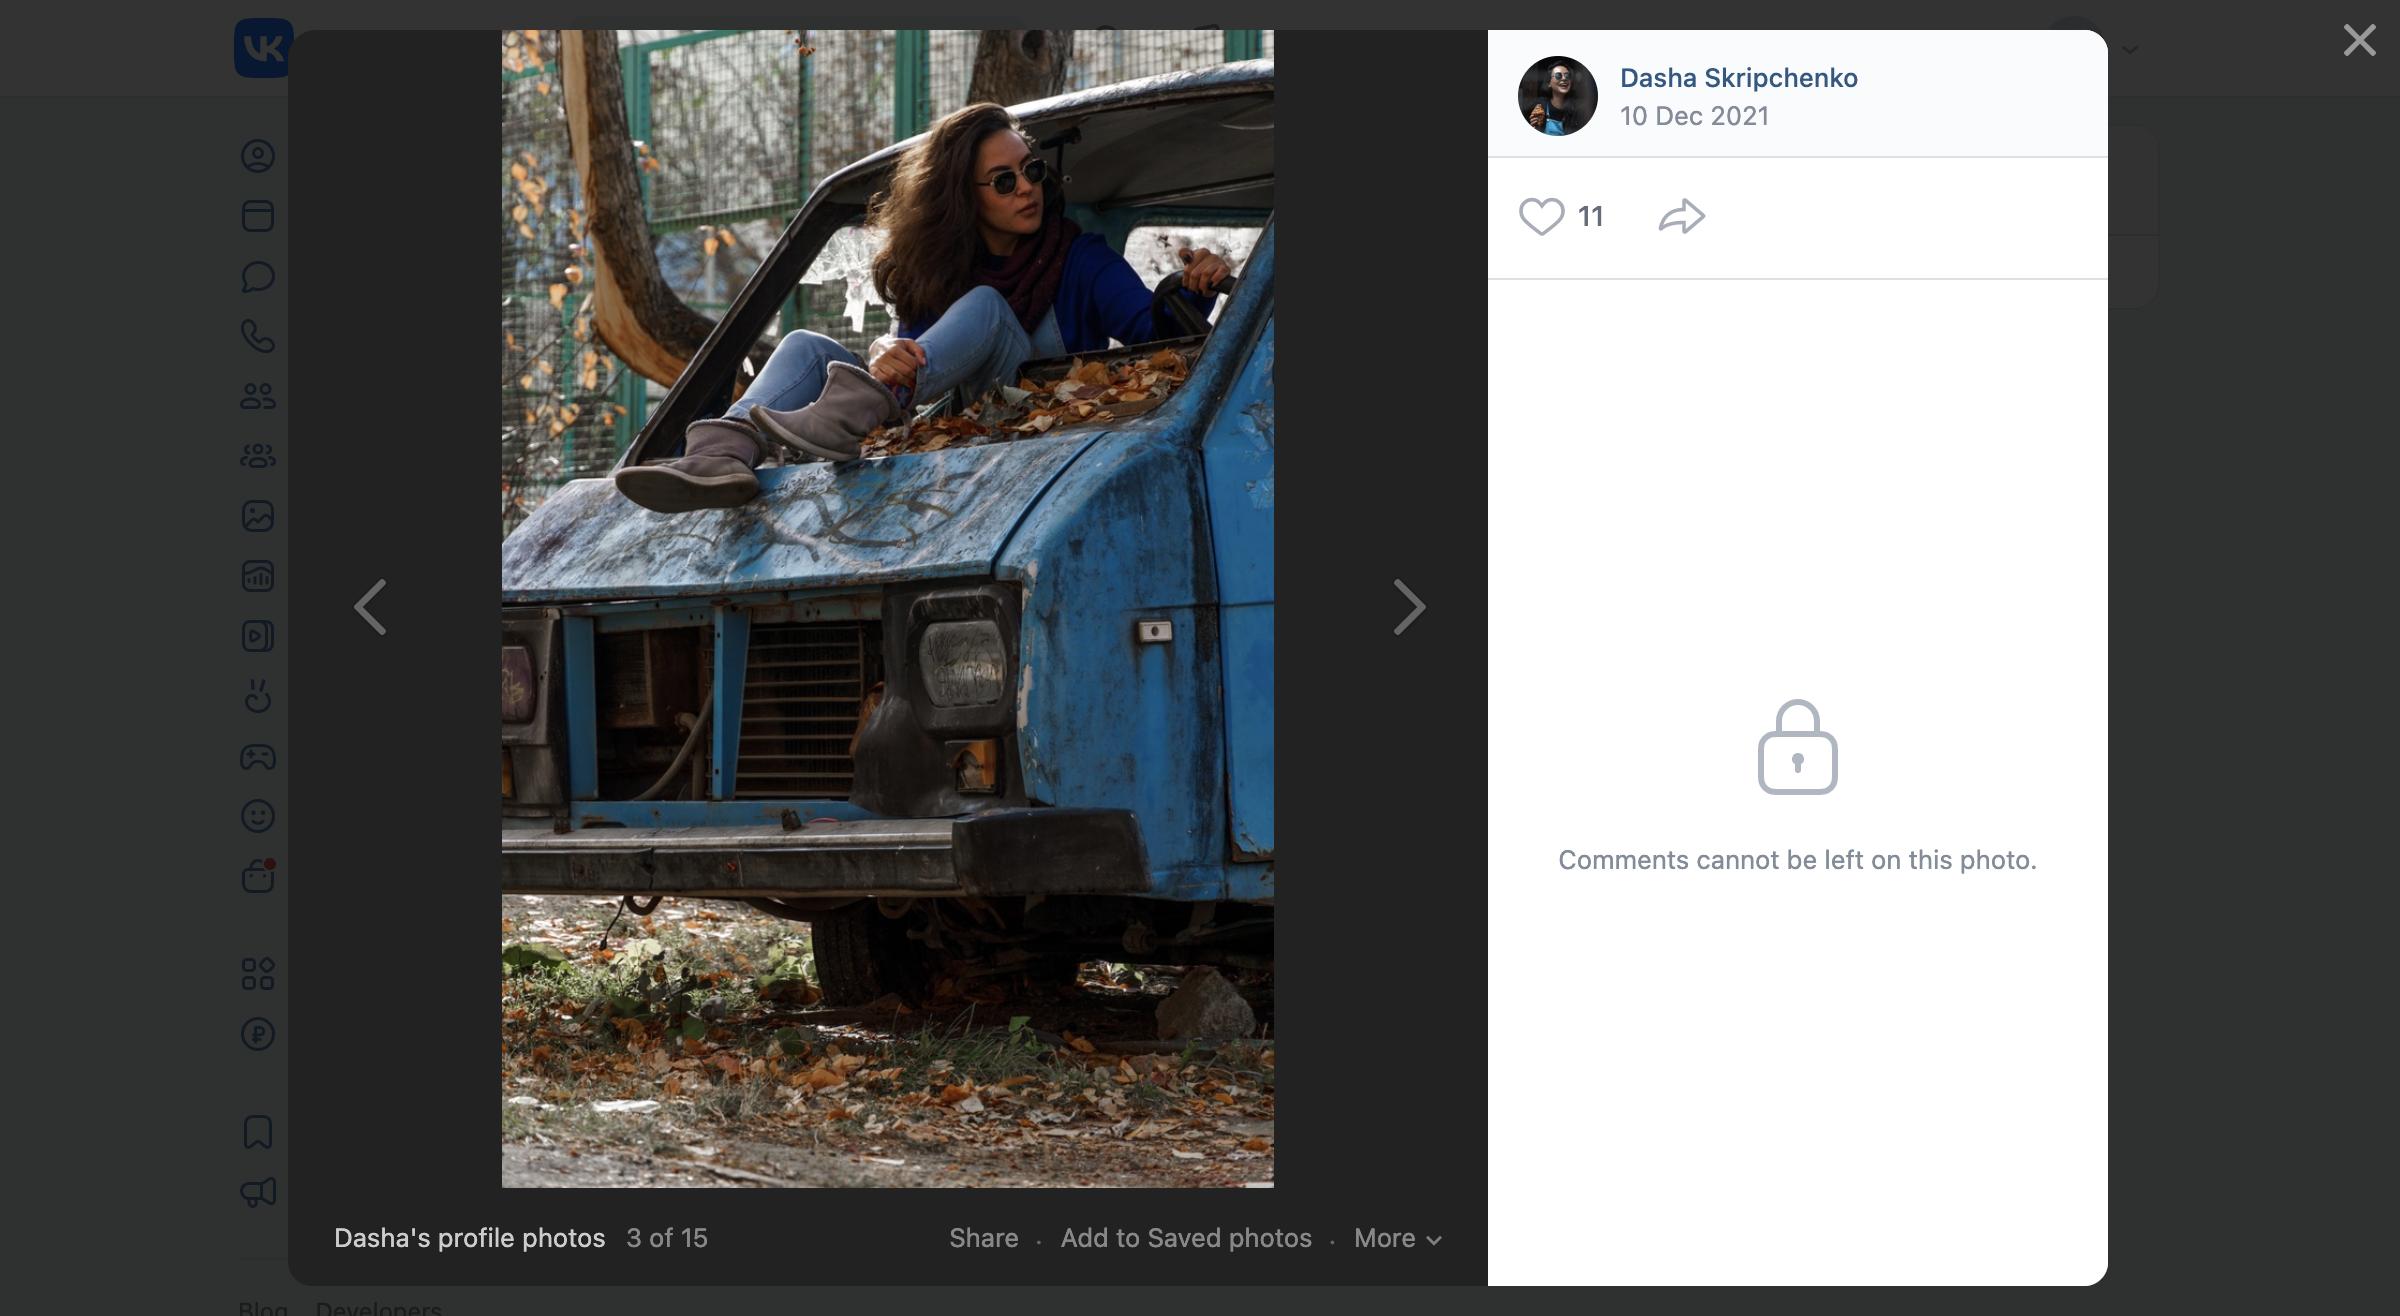 VK
Dasha Skripchenko
10 Dec 2021
11
Comments cannot be left on this photo.
Dasha's profile photos 3 of 15
Share · Add to Saved photos · More
Blog Developers